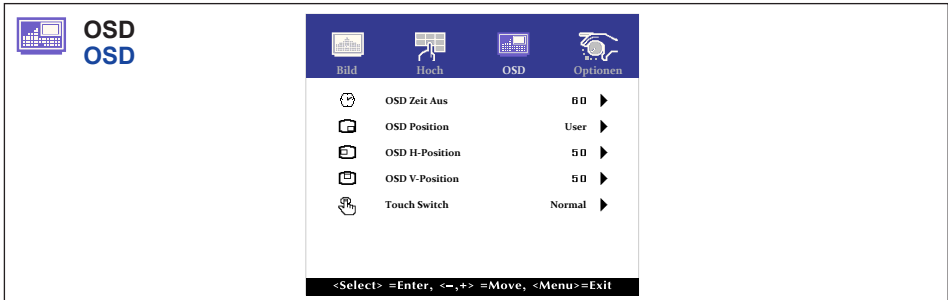 OSD
OSD
Bild Hoch OSD Optionen
OSD Zeit Aus 60
OSD Position User
OSD H-Position 50
OSD V-Position 50
Touch Switch Normal
<Select> =Enter, <−,+> =Move, <Menu>=Exit